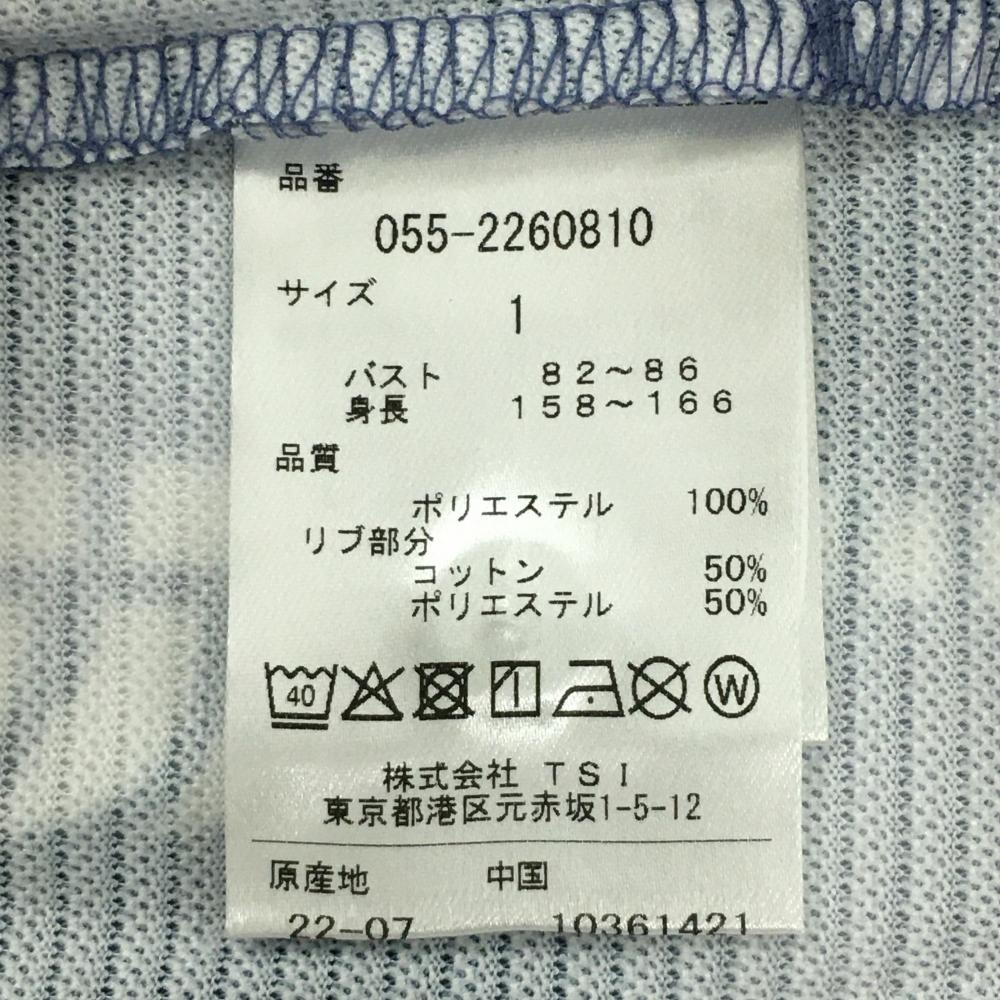 品番
055-2260810
サイズ
1
バスト 82～86
身長 158～166
品質
ポリエステル 100%
リブ部分
コットン 50%
ポリエステル 50%
40 W
株式会社 TSI
東京都港区元赤坂1-5-12
原産地 中国
22-07 10361421